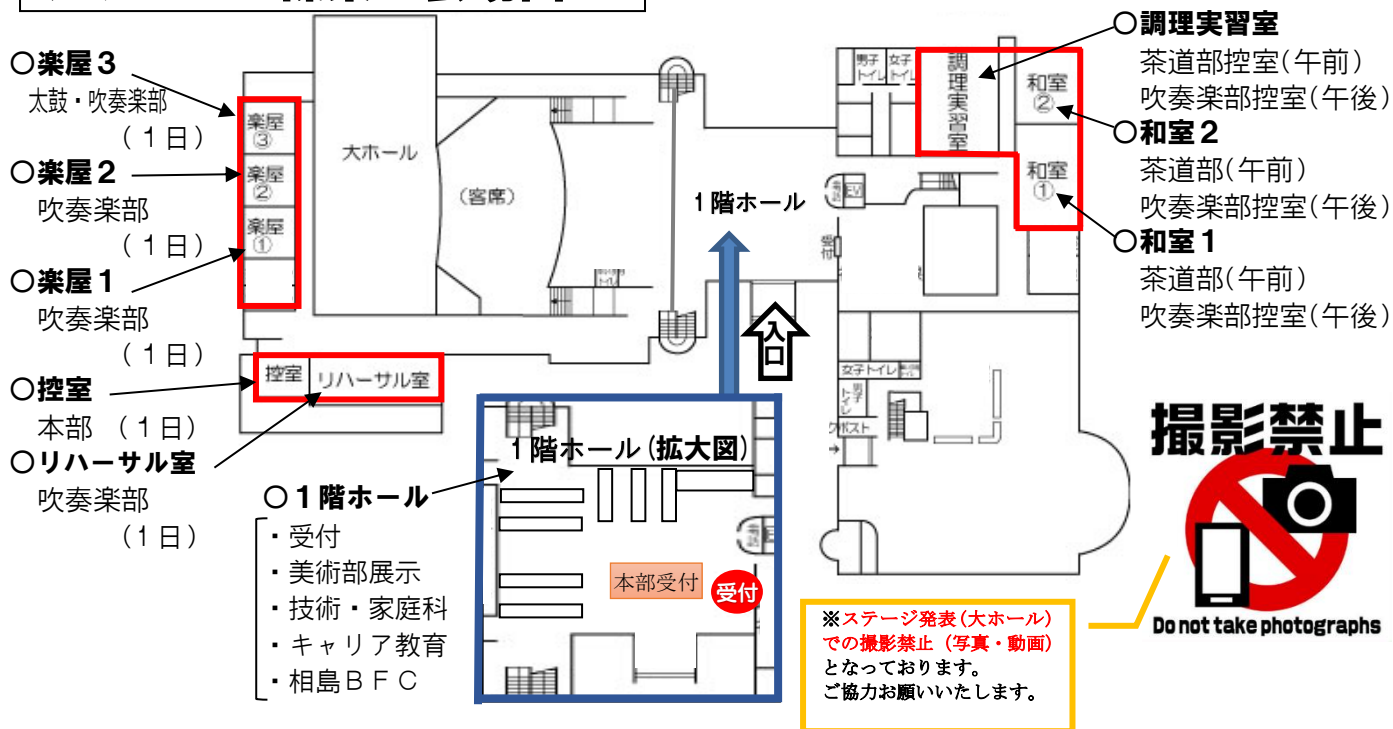 ○楽屋３
太鼓・吹奏楽部
（１日）
○楽屋２
吹奏楽部
（１日）
○楽屋１
吹奏楽部
（１日）
○控室
本部 （１日）
○リハーサル室
吹奏楽部
（１日）
楽屋③
楽屋②
楽屋①
控室
リハーサル室
大ホール
（客席）
1階ホール
入口
受付
EV
男子トイレ
女子トイレ
調理実習室
和室②
和室①
女子トイレ
男子トイレ
○調理実習室
茶道部控室(午前)
吹奏楽部控室(午後)
○和室２
茶道部(午前)
吹奏楽部控室(午後)
○和室１
茶道部(午前)
吹奏楽部控室(午後)
○１階ホール
・受付
・美術部展示
・技術・家庭科
・キャリア教育
・相島ＢＦＣ
1階ホール(拡大図)
本部受付
受付
※ステージ発表(大ホール)
での撮影禁止（写真・動画）
となっております。
ご協力お願いいたします。
撮影禁止
Do not take photographs